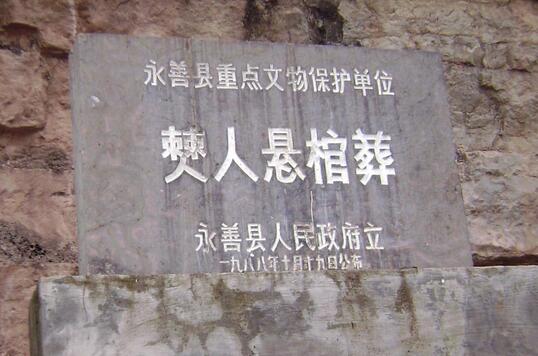 永善县重点文物保护单位
僰人悬棺葬
永善县人民政府立
一九八八年十月十九日公布